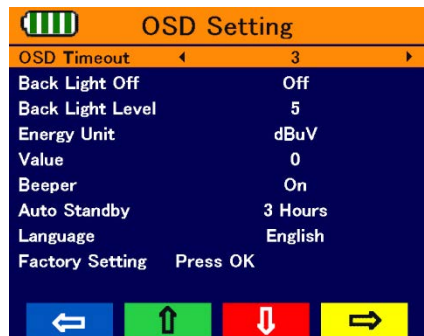 OSD Setting
OSD Timeout 3
Back Light Off Off
Back Light Level 5
Energy Unit dBuV
Value 0
Beeper On
Auto Standby 3 Hours
Language English
Factory Setting Press OK